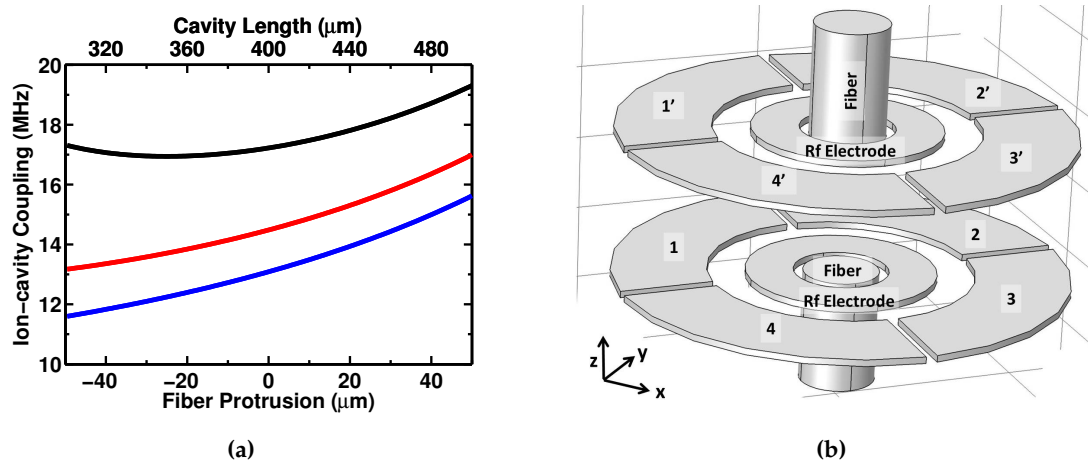 Cavity Length (μm)
320 360 400 440 480
Ion-cavity Coupling (MHz)
20
18
16
14
12
10
−40 −20 0 20 40
Fiber Protrusion (μm)
(a)
Fiber
1’
2’
Rf Electrode
3’
4’
1
2
Fiber
Rf Electrode
3
4
z
y
x
(b)